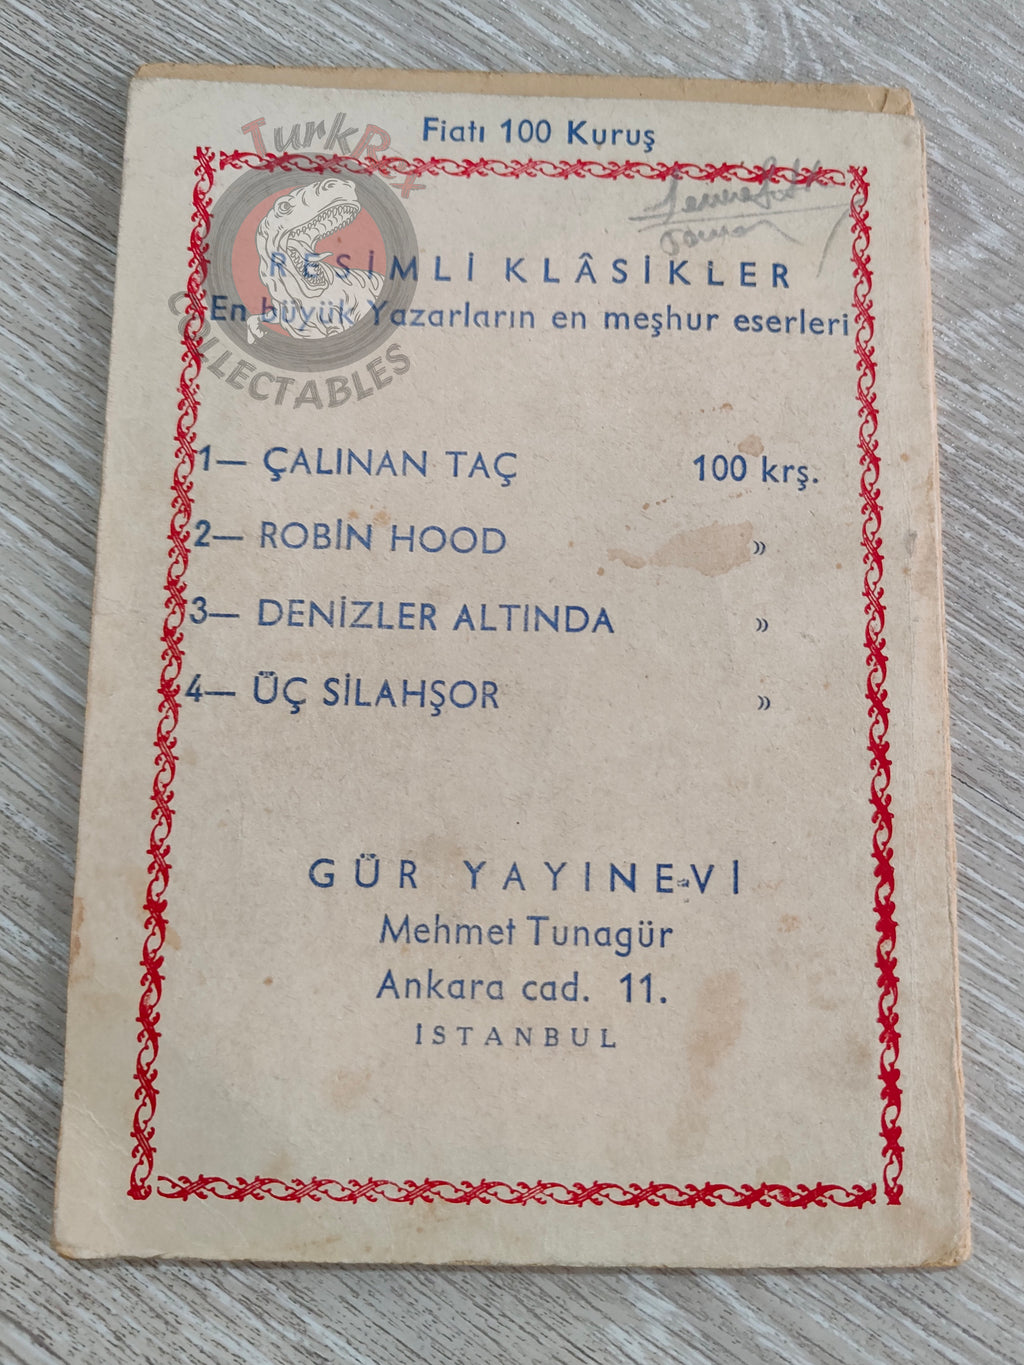 Fiatı 100 Kuruş
TurkRex
COLLECTABLES
RESİMLİ KLÂSİKLER
En büyük Yazarların en meşhur eserleri
1— ÇALINAN TAÇ 100 krş.
2— ROBİN HOOD »
3— DENİZLER ALTINDA »
4— ÜÇ SİLAHŞOR »
GÜR YAYINEVİ
Mehmet Tunagür
Ankara cad. 11.
İSTANBUL